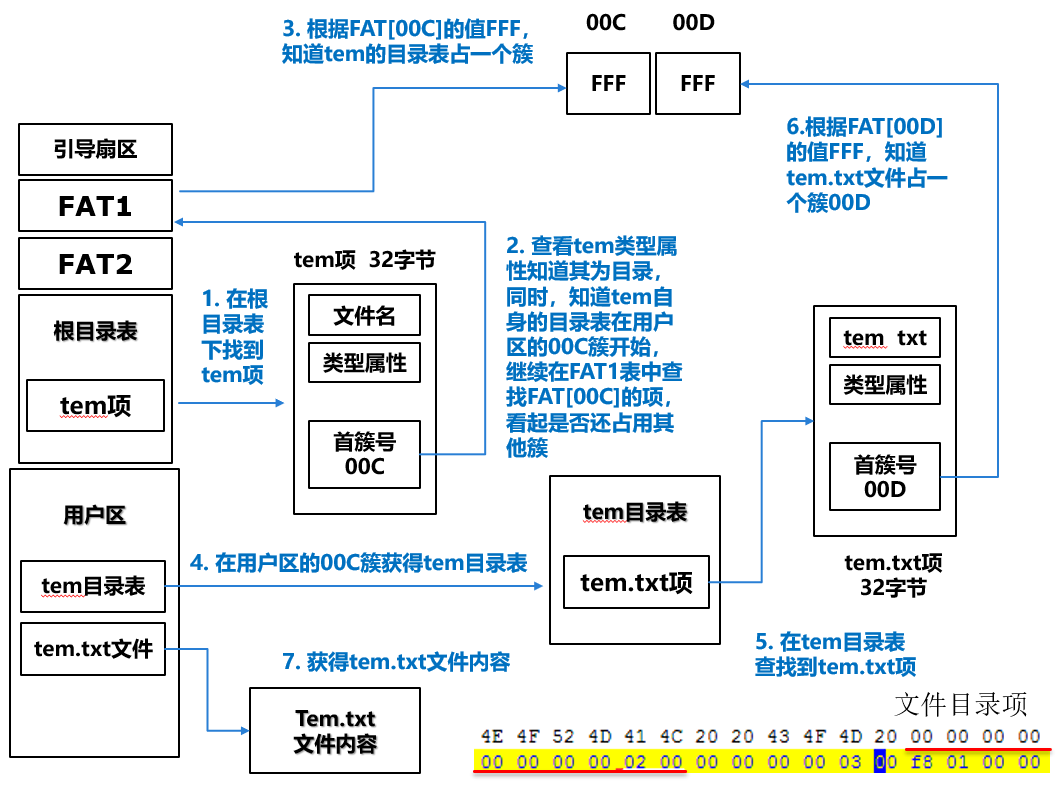 3. 根据FAT[00C]的值FFF，
知道tem的目录表占一个簇
00C 00D
FFF FFF
6.根据FAT[00D]
的值FFF，知道
tem.txt文件占一
个簇00D
引导扇区
FAT1
FAT2
根目录表
tem项
1. 在根
目录表
下找到
tem项
tem项 32字节
文件名
类型属性
首簇号
00C
2. 查看tem类型属
性知道其为目录，
同时，知道tem自
身的目录表在用户
区的00C簇开始，
继续在FAT1表中查
找FAT[00C]的项，
看起是否还占用其
他簇
tem txt
类型属性
首簇号
00D
tem.txt项
32字节
用户区
tem目录表
tem.txt文件
4. 在用户区的00C簇获得tem目录表
tem目录表
tem.txt项
5. 在tem目录表
查找到tem.txt项
7. 获得tem.txt文件内容
Tem.txt
文件内容
文件目录项
4E 4F 52 4D 41 4C 20 20 43 4F 4D 20 00 00 00 00
00 00 00 00 02 00 00 00 00 00 03 00 f8 01 00 00